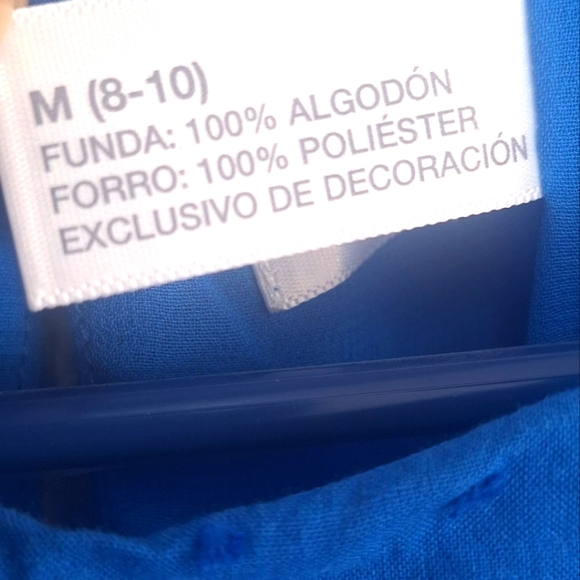 M (8-10)
FUNDA: 100% ALGODÓN
FORRO: 100% POLIÉSTER
EXCLUSIVO DE DECORACIÓN